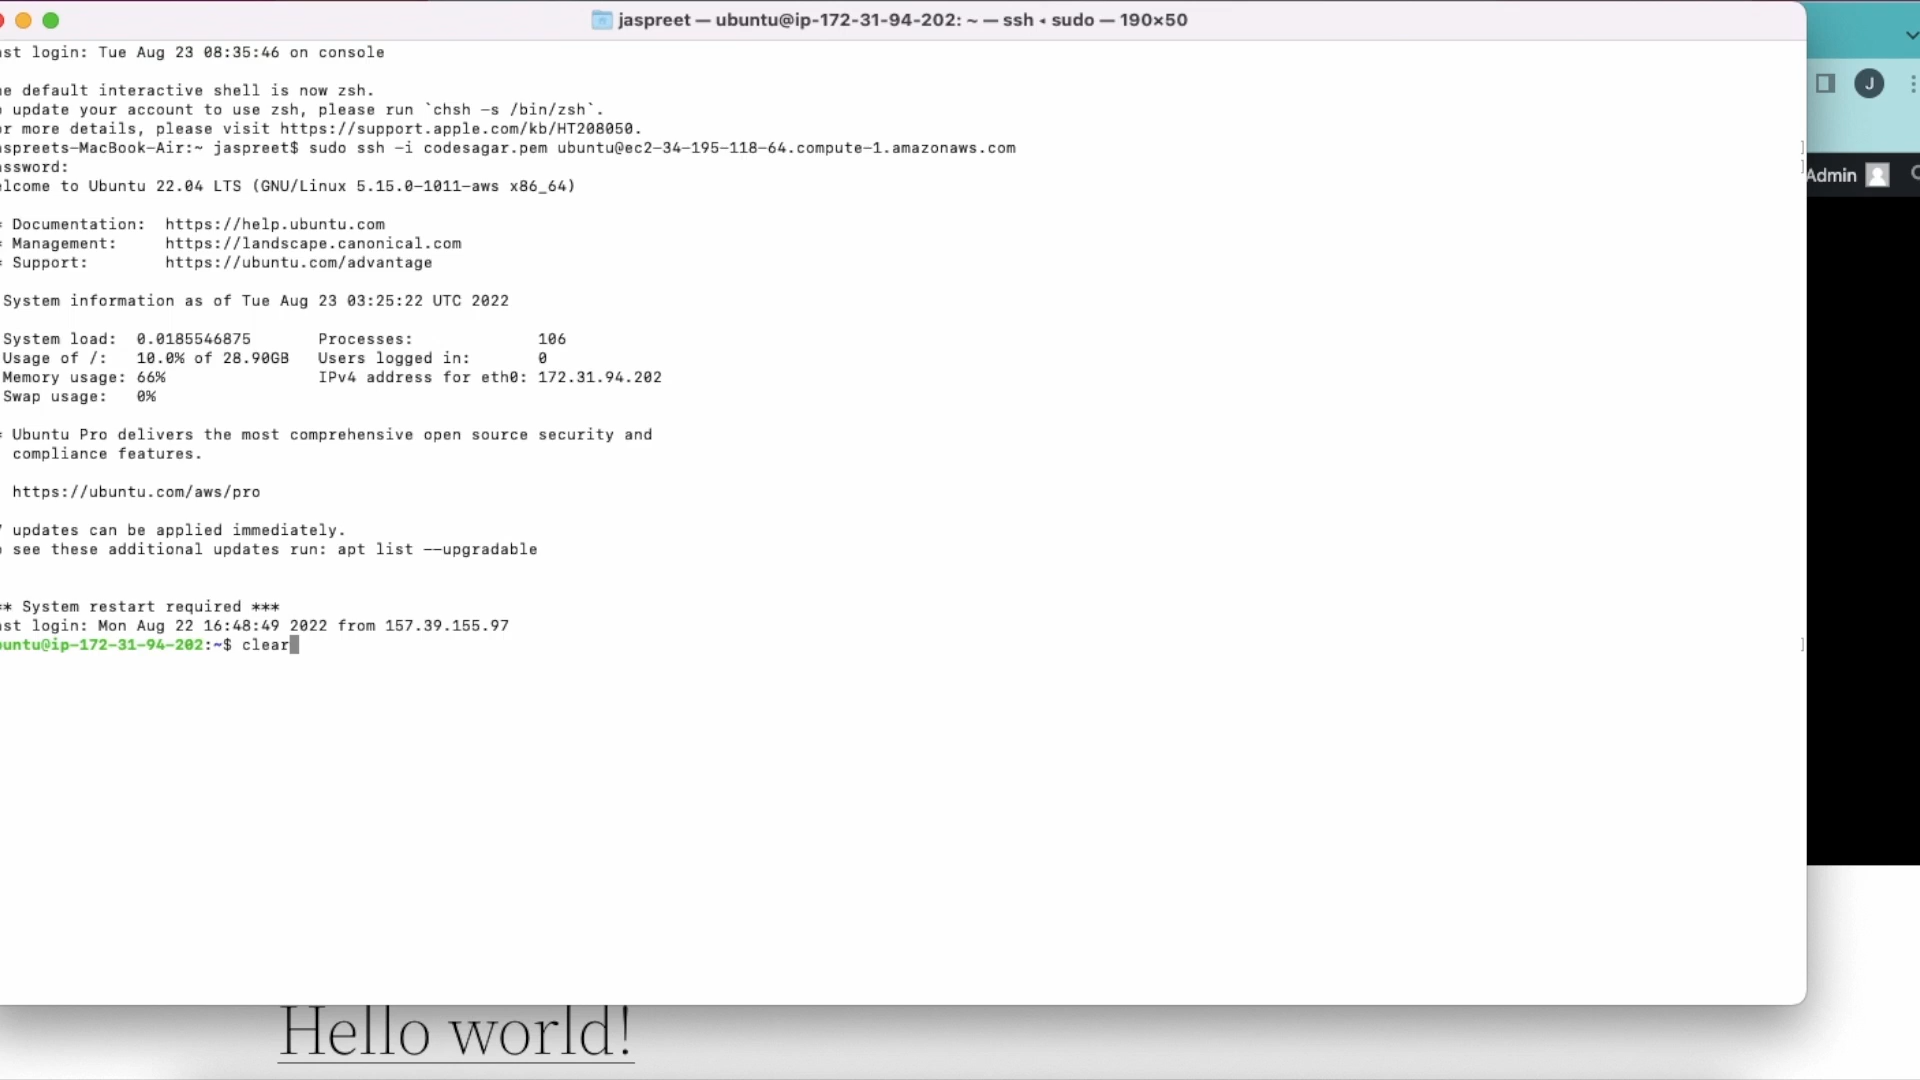 jaspreet — ubuntu@ip-172-31-94-202: ~ — ssh ◂ sudo — 190×50
ast login: Tue Aug 23 08:35:46 on console
e default interactive shell is now zsh.
o update your account to use zsh, please run `chsh -s /bin/zsh`.
or more details, please visit https://support.apple.com/kb/HT208050.
aspreets-MacBook-Air:~ jaspreet$ sudo ssh -i codesagar.pem ubuntu@ec2-34-195-118-64.compute-1.amazonaws.com
assword:
elcome to Ubuntu 22.04 LTS (GNU/Linux 5.15.0-1011-aws x86_64)
* Documentation: https://help.ubuntu.com
* Management: https://landscape.canonical.com
* Support: https://ubuntu.com/advantage
System information as of Tue Aug 23 03:25:22 UTC 2022
System load: 0.0185546875 Processes: 106
Usage of /: 10.0% of 28.90GB Users logged in: 0
Memory usage: 66% IPv4 address for eth0: 172.31.94.202
Swap usage: 0%
* Ubuntu Pro delivers the most comprehensive open source security and
compliance features.
https://ubuntu.com/aws/pro
updates can be applied immediately.
o see these additional updates run: apt list --upgradable
** System restart required ***
ast login: Mon Aug 22 16:48:49 2022 from 157.39.155.97
buntu@ip-172-31-94-202:~$ clear
J
Admin
Hello world!